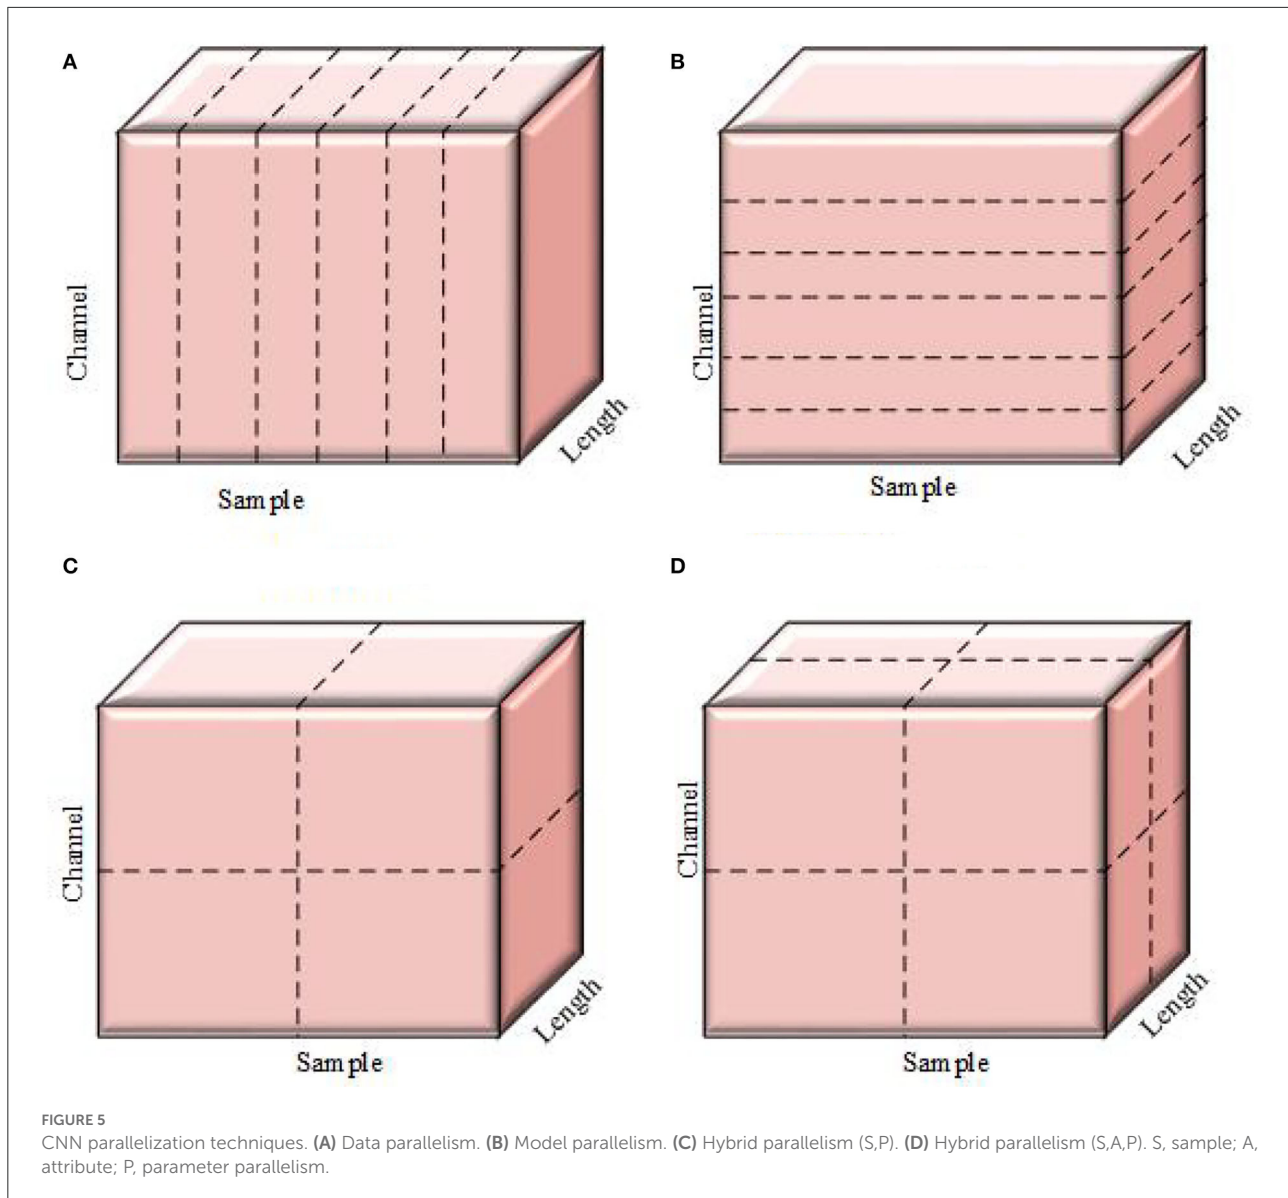 A
B
Channel
Length
Sample
Channel
Length
Sample
C
D
Channel
Length
Sample
Channel
Length
Sample
FIGURE 5
CNN parallelization techniques. (A) Data parallelism. (B) Model parallelism. (C) Hybrid parallelism (S,P). (D) Hybrid parallelism (S,A,P). S, sample; A,
attribute; P, parameter parallelism.